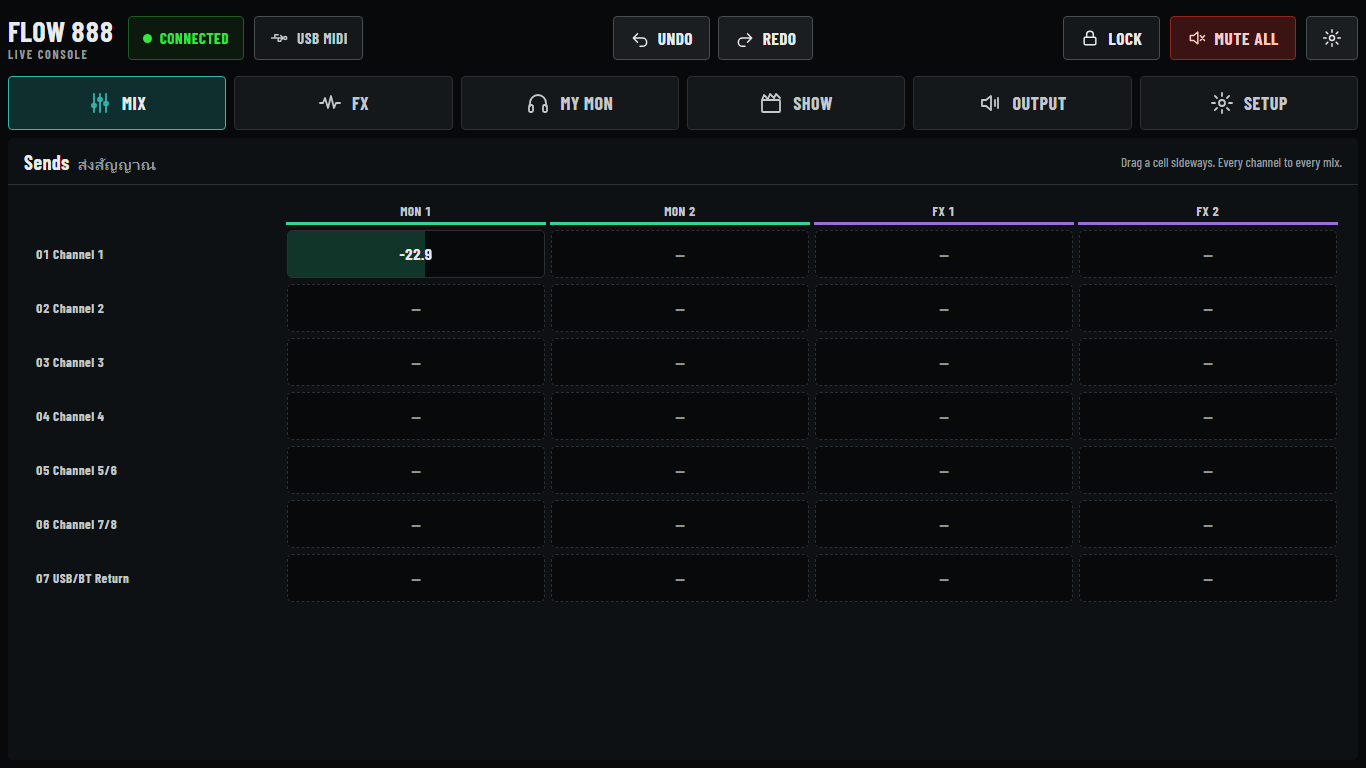 FLOW 888
LIVE CONSOLE
CONNECTED
USB MIDI
UNDO
REDO
LOCK
MUTE ALL
MIX
FX
MY MON
SHOW
OUTPUT
SETUP
Sends ส่งสัญญาณ
Drag a cell sideways. Every channel to every mix.
MON 1 MON 2 FX 1 FX 2
01 Channel 1 -22.9 – – –
02 Channel 2 – – – –
03 Channel 3 – – – –
04 Channel 4 – – – –
05 Channel 5/6 – – – –
06 Channel 7/8 – – – –
07 USB/BT Return – – – –